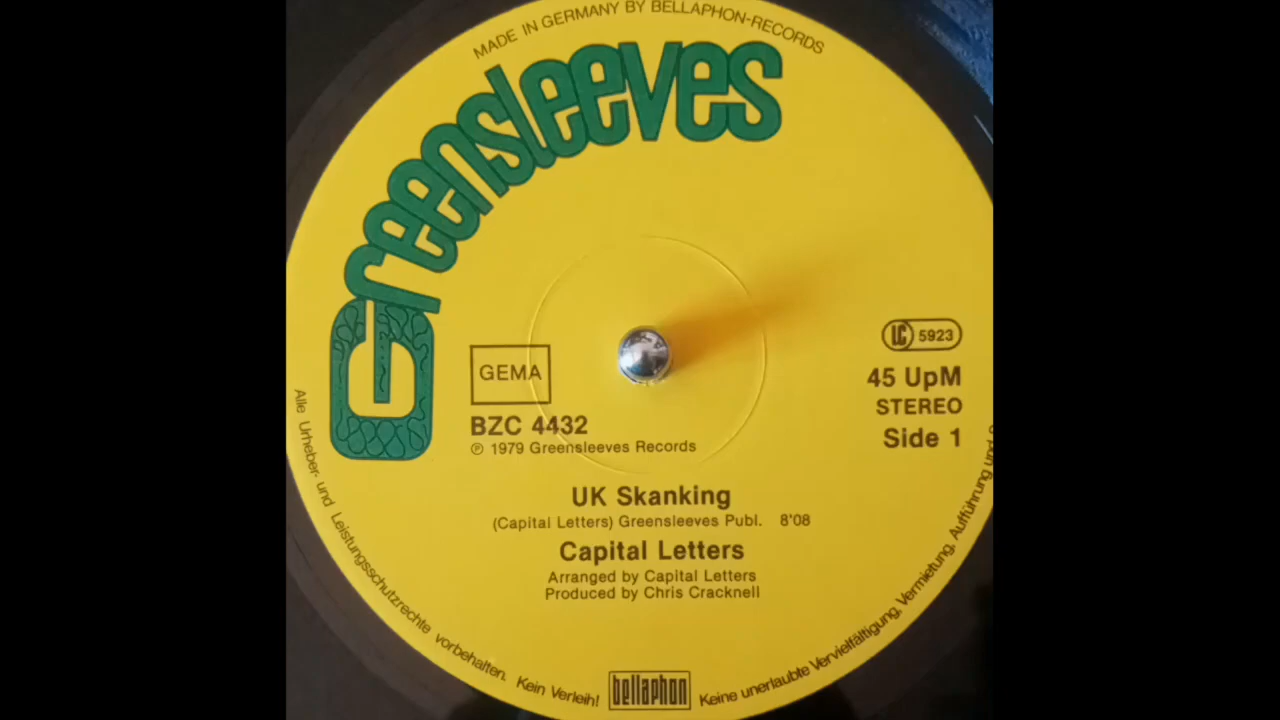 MADE IN GERMANY BY BELLAPHON-RECORDS
Greensleeves
LC 5923
GEMA
45 UpM
STEREO
BZC 4432
Side 1
℗ 1979 Greensleeves Records
UK Skanking
(Capital Letters) Greensleeves Publ. 8'08
Capital Letters
Arranged by Capital Letters
Produced by Chris Cracknell
Alle Urheber- und Leistungsschutzrechte vorbehalten. Kein Verleih!
bellaphon
Keine unerlaubte Vervielfältigung, Vermietung, Aufführung und